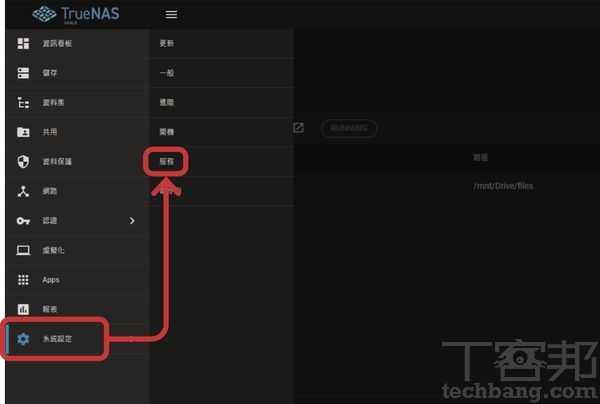 TrueNAS
SCALE
資訊看板
儲存
資料集
共用
資料保護
網路
認證
虛擬化
Apps
報表
系統設定
更新
一般
進階
開機
服務
RUNNING
路徑
/mnt/Drive/files
T客邦
techbang.com